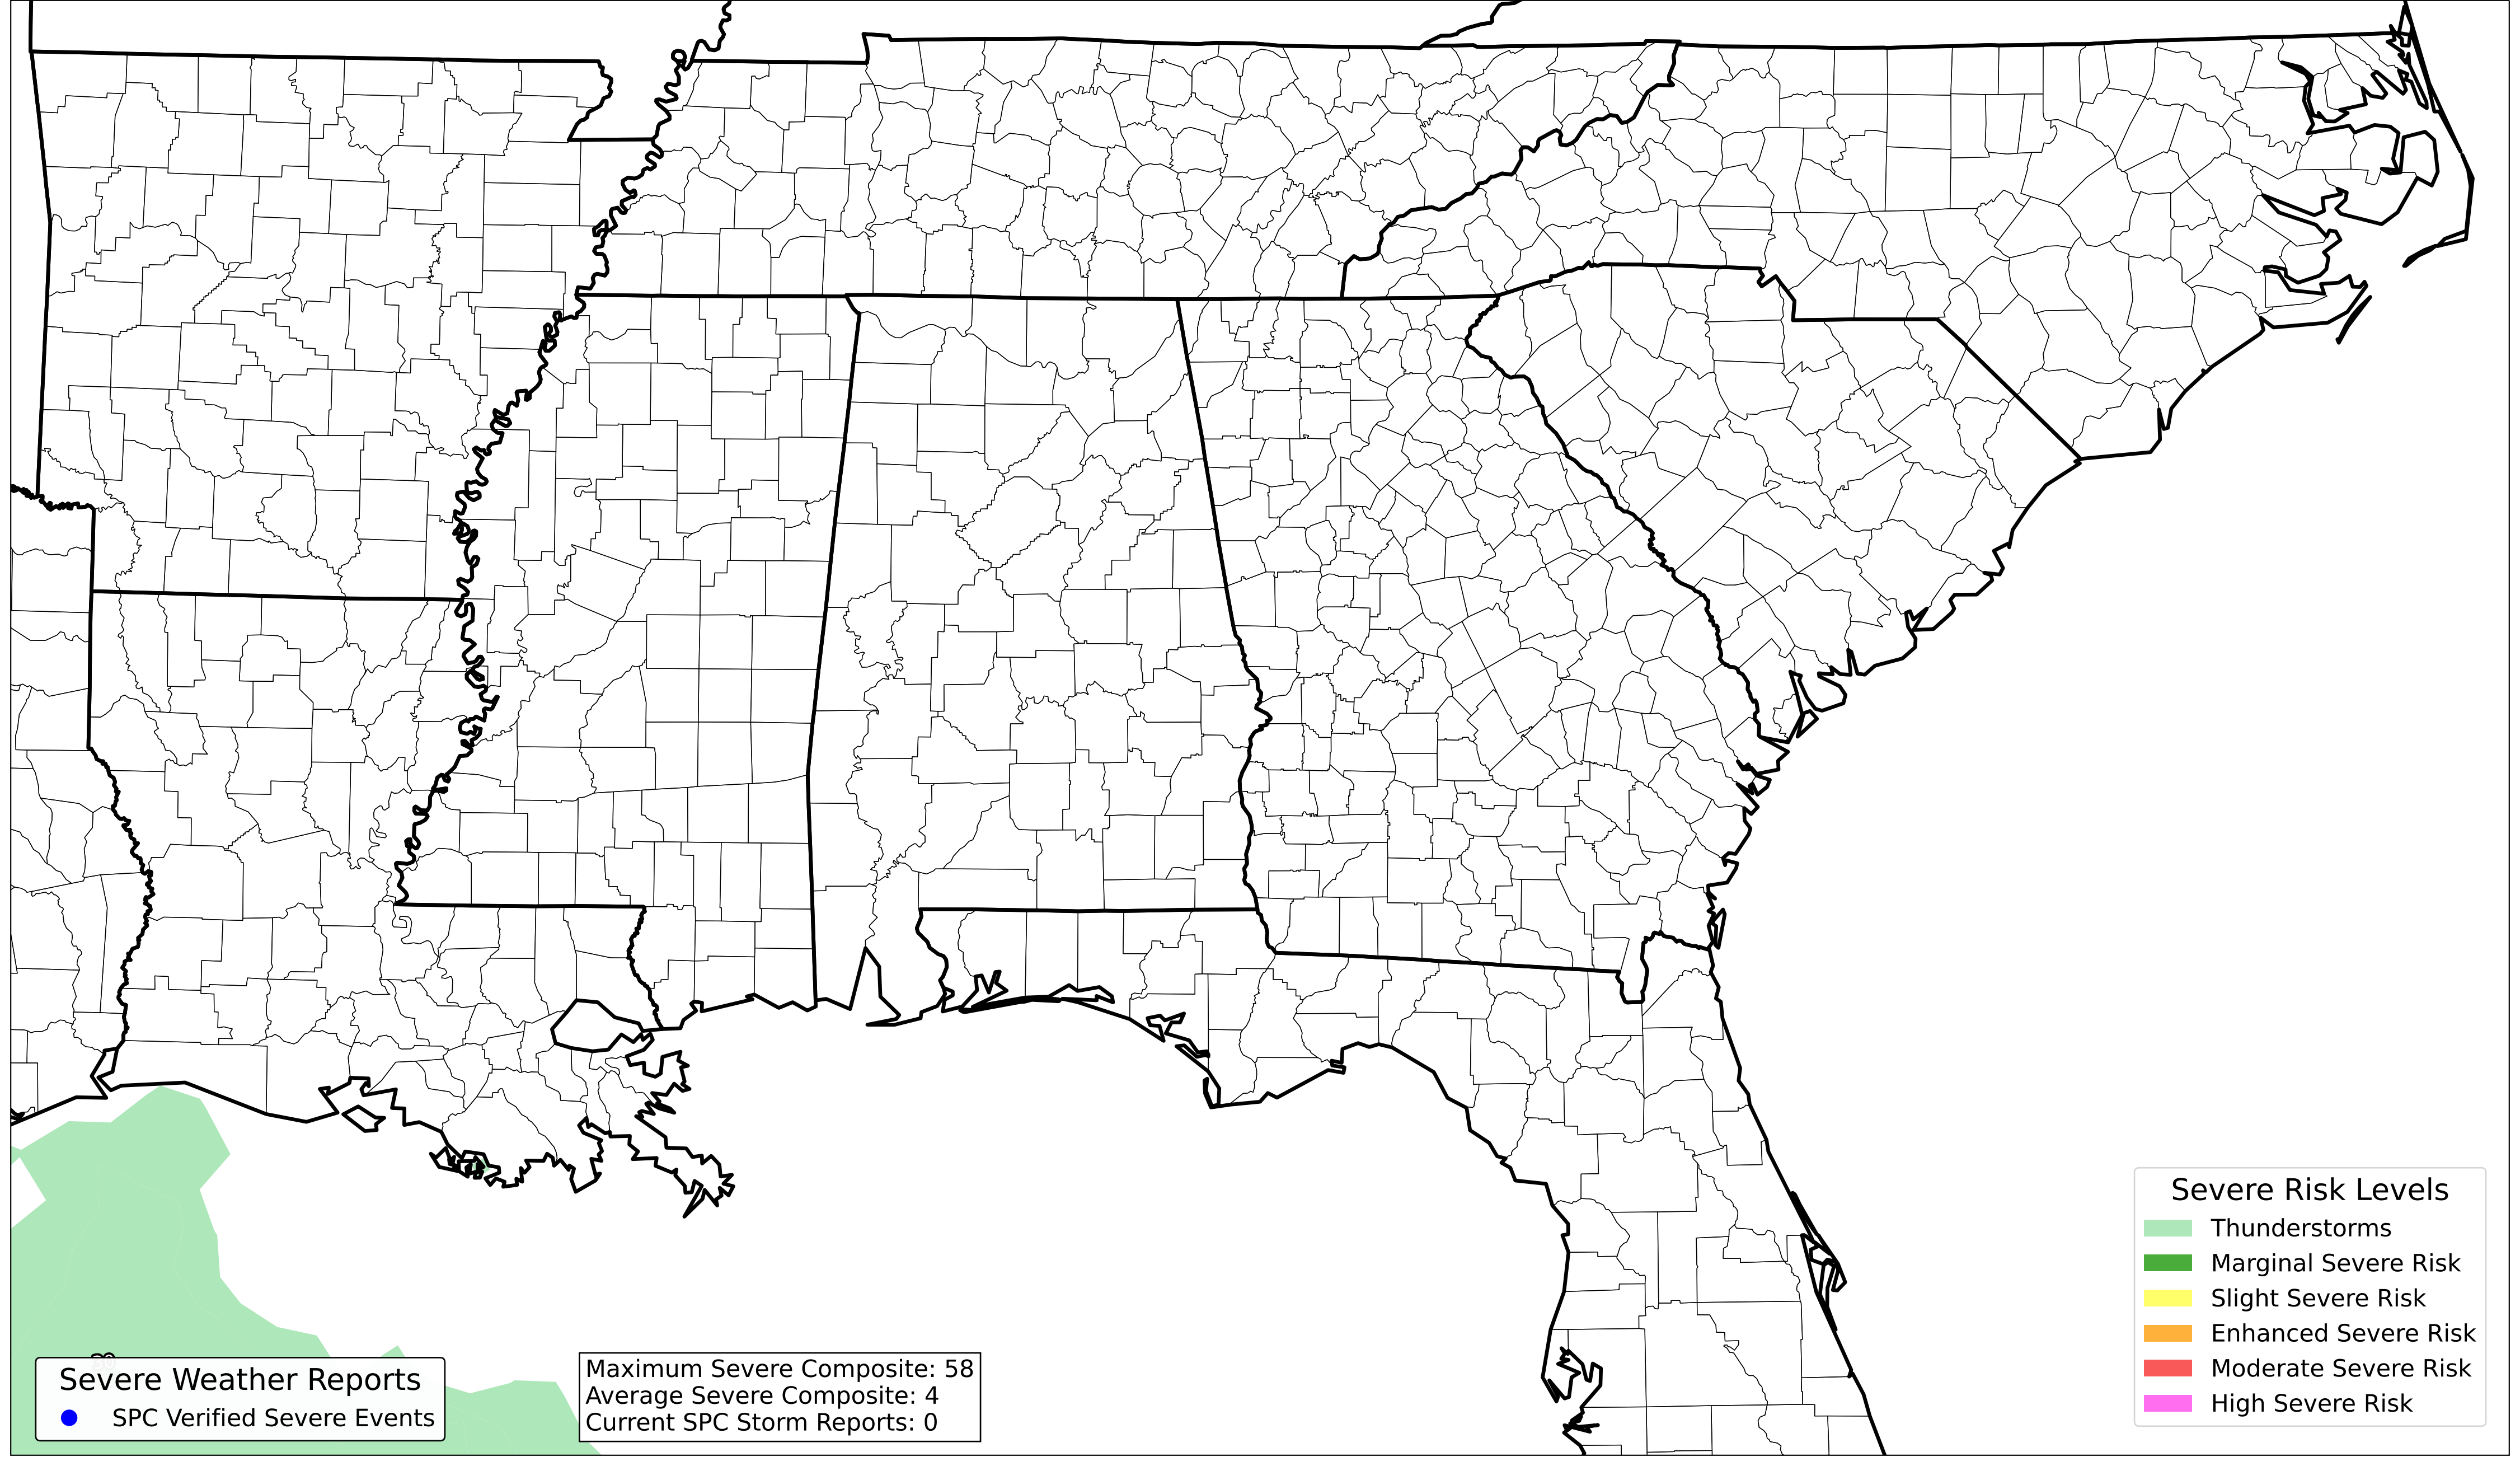 Severe Weather Reports
SPC Verified Severe Events
Maximum Severe Composite: 58
Average Severe Composite: 4
Current SPC Storm Reports: 0
Severe Risk Levels
Thunderstorms
Marginal Severe Risk
Slight Severe Risk
Enhanced Severe Risk
Moderate Severe Risk
High Severe Risk